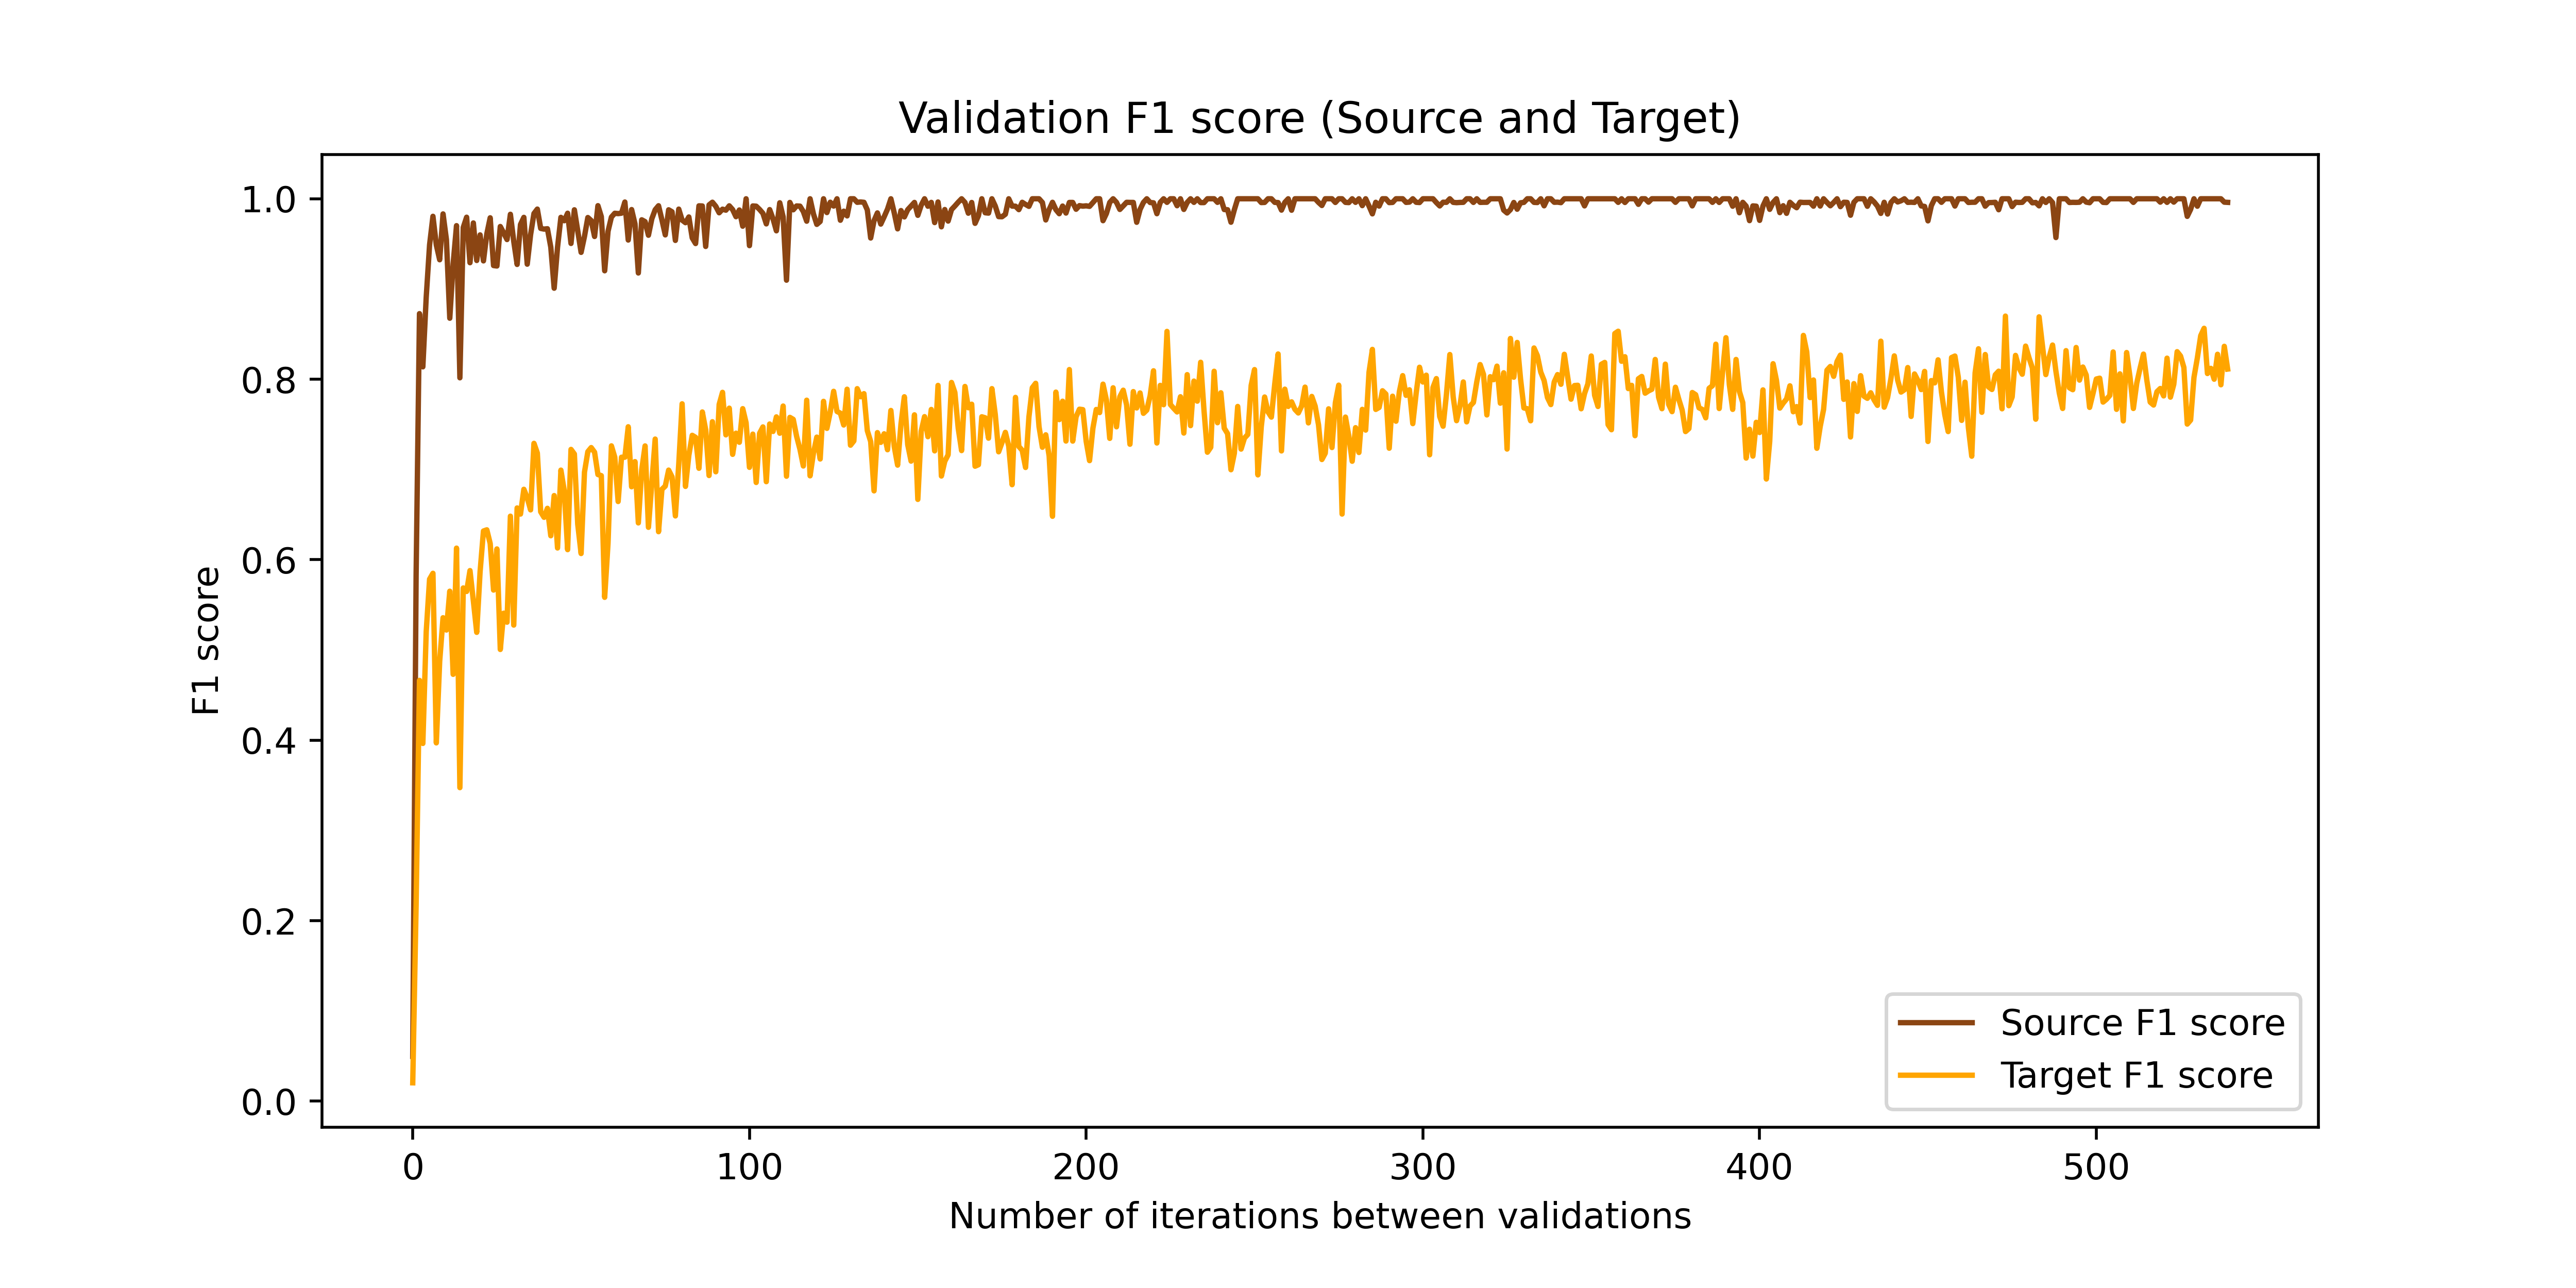 Validation F1 score (Source and Target)
1.0
0.8
0.6
0.4
0.2
0.0
F1 score
0 100 200 300 400 500
Number of iterations between validations
Source F1 score
Target F1 score